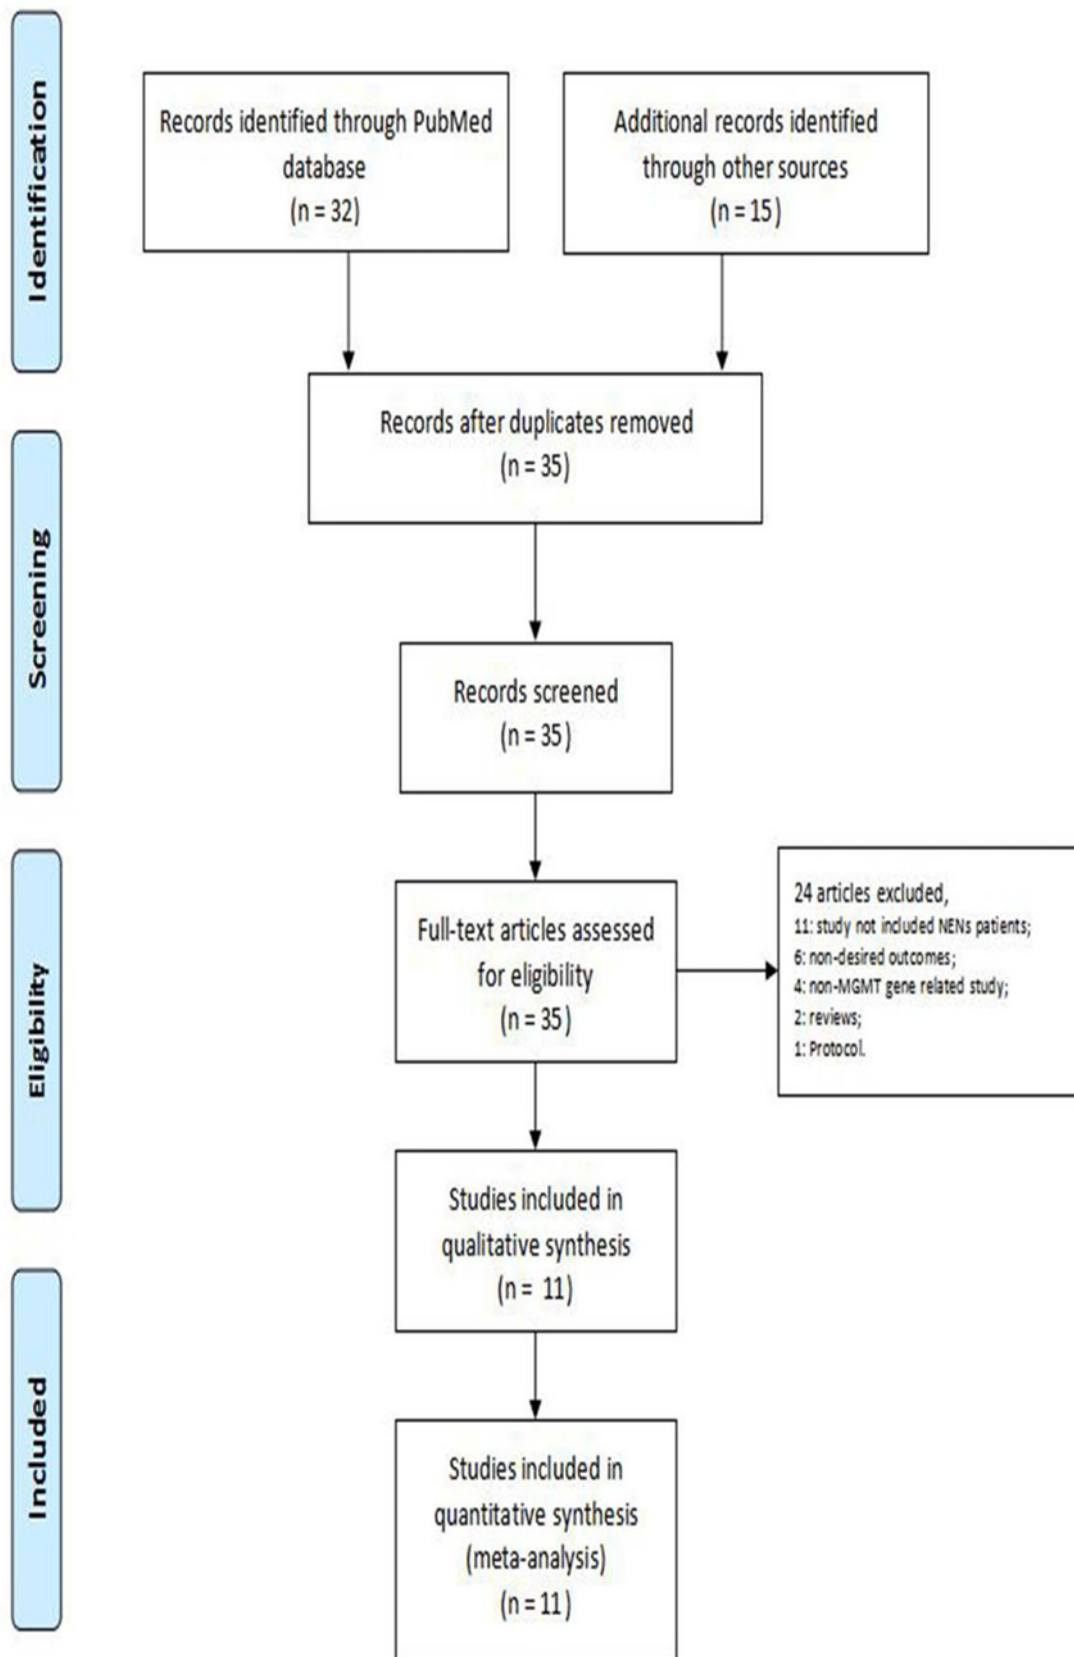 Identification
Records identified through PubMed
database
(n = 32)
Additional records identified
through other sources
(n = 15)
Records after duplicates removed
(n = 35)
Screening
Records screened
(n = 35)
Eligibility
Full-text articles assessed
for eligibility
(n = 35)
24 articles excluded,
11: study not included NENs patients;
6: non-desired outcomes;
4: non-MGMT gene related study;
2: reviews;
1: Protocol.
Studies included in
qualitative synthesis
(n = 11)
Included
Studies included in
quantitative synthesis
(meta-analysis)
(n = 11)